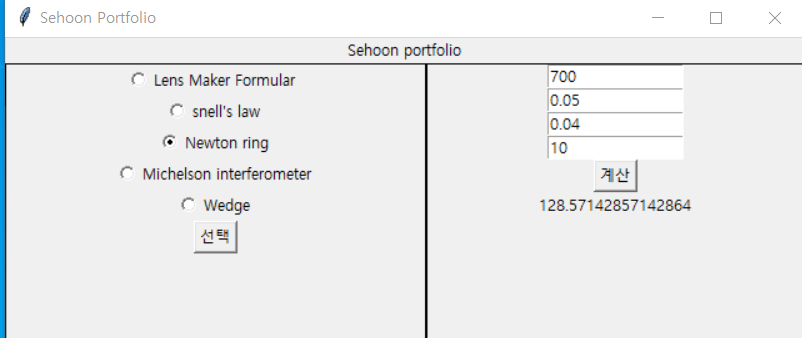 Sehoon Portfolio
Sehoon portfolio
Lens Maker Formular
snell's law
Newton ring
Michelson interferometer
Wedge
선택
700
0.05
0.04
10
계산
128.57142857142864